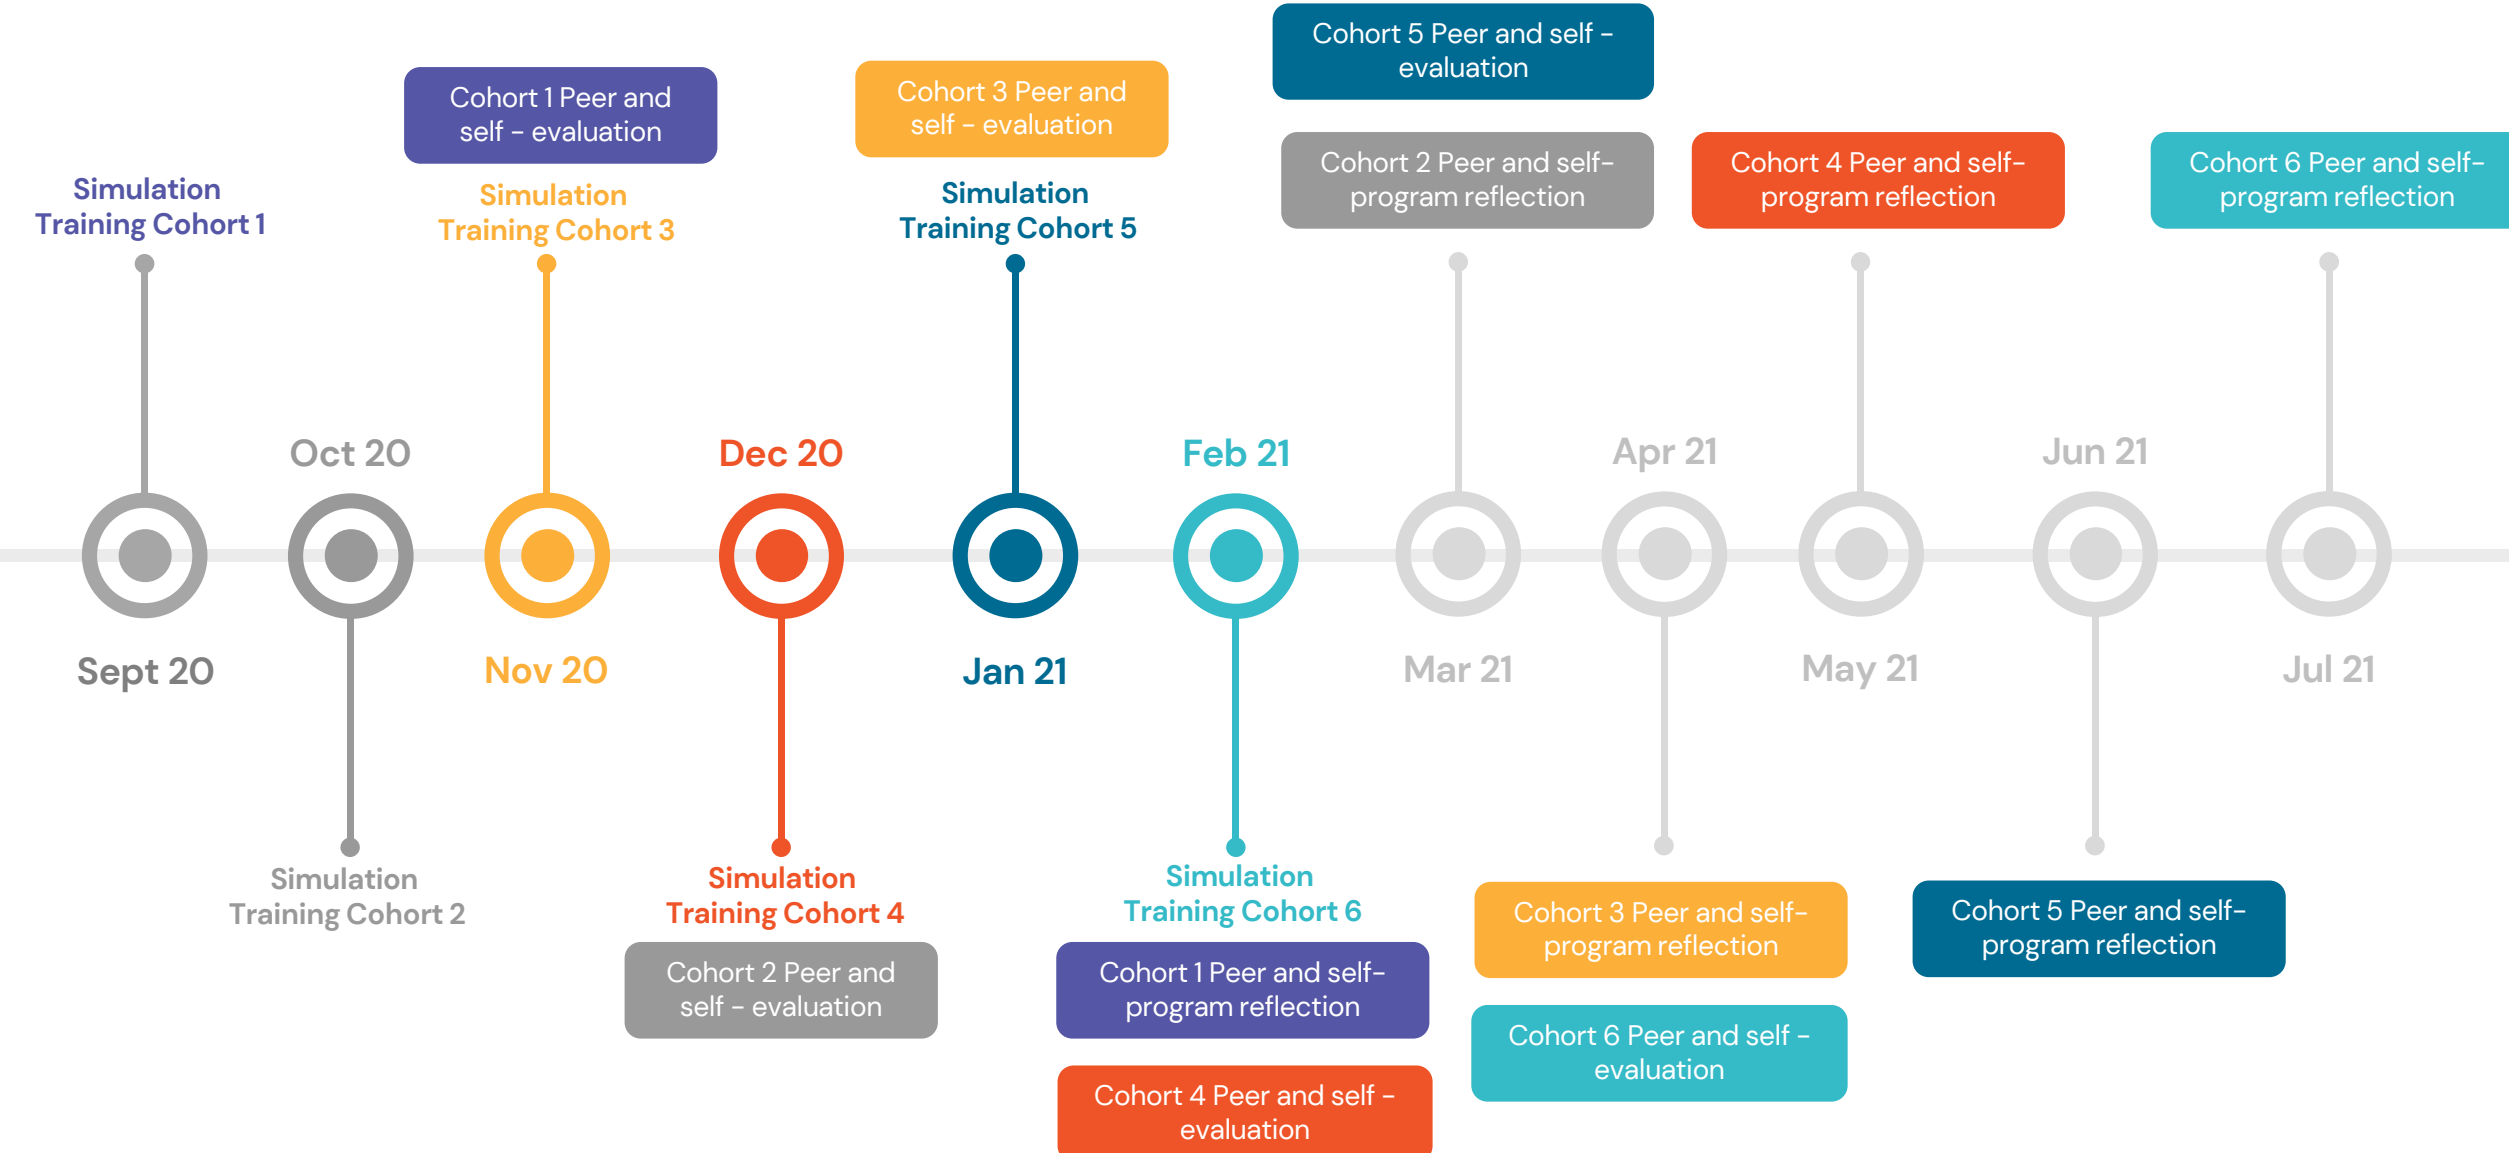 Cohort 5 Peer and self -
evaluation
Cohort 1 Peer and
self - evaluation
Cohort 3 Peer and
self - evaluation
Cohort 2 Peer and self-
program reflection
Cohort 4 Peer and self-
program reflection
Cohort 6 Peer and self-
program reflection
Simulation
Training Cohort 1
Simulation
Training Cohort 3
Simulation
Training Cohort 5
Oct 20
Dec 20
Feb 21
Apr 21
Jun 21
Sept 20
Nov 20
Jan 21
Mar 21
May 21
Jul 21
Simulation
Training Cohort 2
Simulation
Training Cohort 4
Simulation
Training Cohort 6
Cohort 2 Peer and
self - evaluation
Cohort 1 Peer and self-
program reflection
Cohort 4 Peer and self -
evaluation
Cohort 3 Peer and self-
program reflection
Cohort 6 Peer and self -
evaluation
Cohort 5 Peer and self-
program reflection